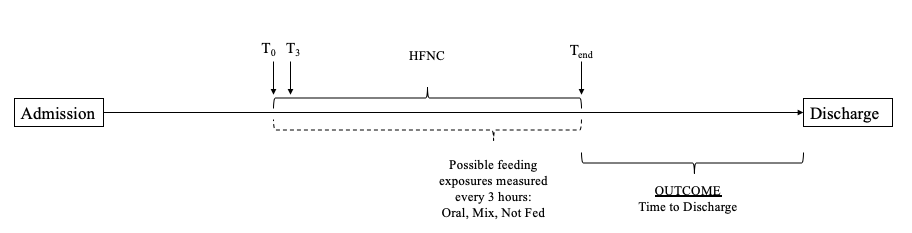 T0 T3
HFNC
Tend
Admission
Discharge
Possible feeding
exposures measured
every 3 hours:
Oral, Mix, Not Fed
OUTCOME
Time to Discharge